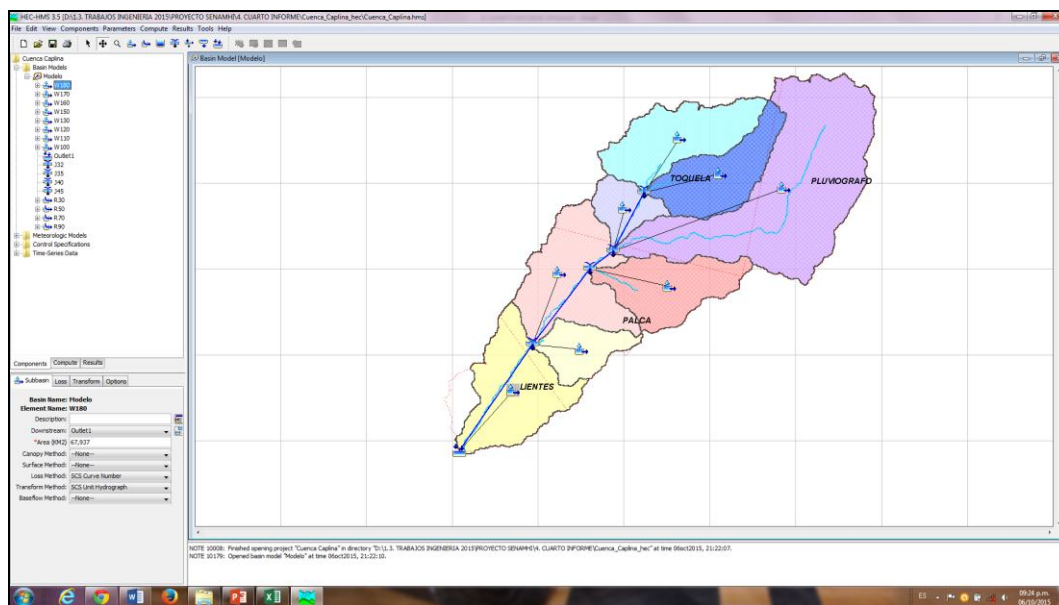 HEC-HMS 3.5 [D:\1.3. TRABAJOS INGENIERIA 2015\PROYECTO SENAMHI\4. CUARTO INFORME\Cuenca_Caplina_hec\Cuenca_Caplina.hms]
File Edit View Components Parameters Compute Results Tools Help
Cuenca Caplina
Basin Models
Modelo
W180
W170
W160
W150
W130
W120
W110
W100
Outlet1
J32
J35
J40
J45
R30
R50
R70
R90
Meteorologic Models
Control Specifications
Time-Series Data
Components Compute Results
Subbasin Loss Transform Options
Basin Name: Modelo
Element Name: W180
Description:
Downstream: Outlet1
*Area (KM2) 67,937
Canopy Method: --None--
Surface Method: --None--
Loss Method: SCS Curve Number
Transform Method: SCS Unit Hydrograph
Baseflow Method: --None--
Basin Model [Modelo]
TOQUELA
PLUVIOGRAFO
PALCA
LIENTES
NOTE 10008: Finished opening project "Cuenca Caplina" in directory "D:\1.3. TRABAJOS INGENIERIA 2015\PROYECTO SENAMHI\4. CUARTO INFORME\Cuenca_Caplina_hec" at time 06oct2015, 21:22:07.
NOTE 10179: Opened basin model "Modelo" at time 06oct2015, 21:22:10.
ES
09:24 p.m.
06/10/2015